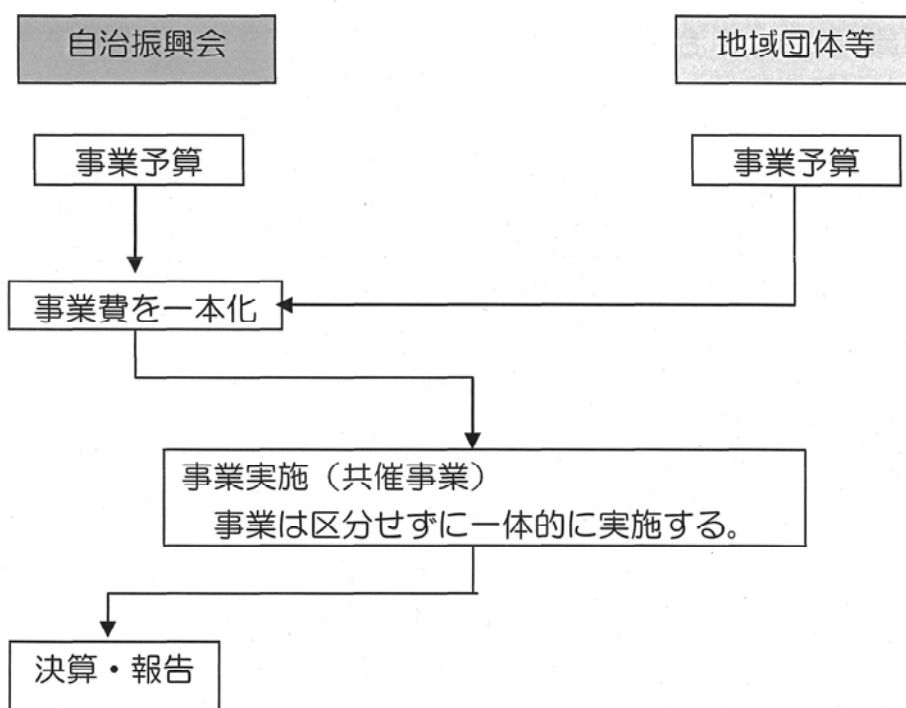 自治振興会
地域団体等
事業予算
事業予算
事業費を一本化
事業実施（共催事業）
事業は区分せずに一体的に実施する。
決算・報告